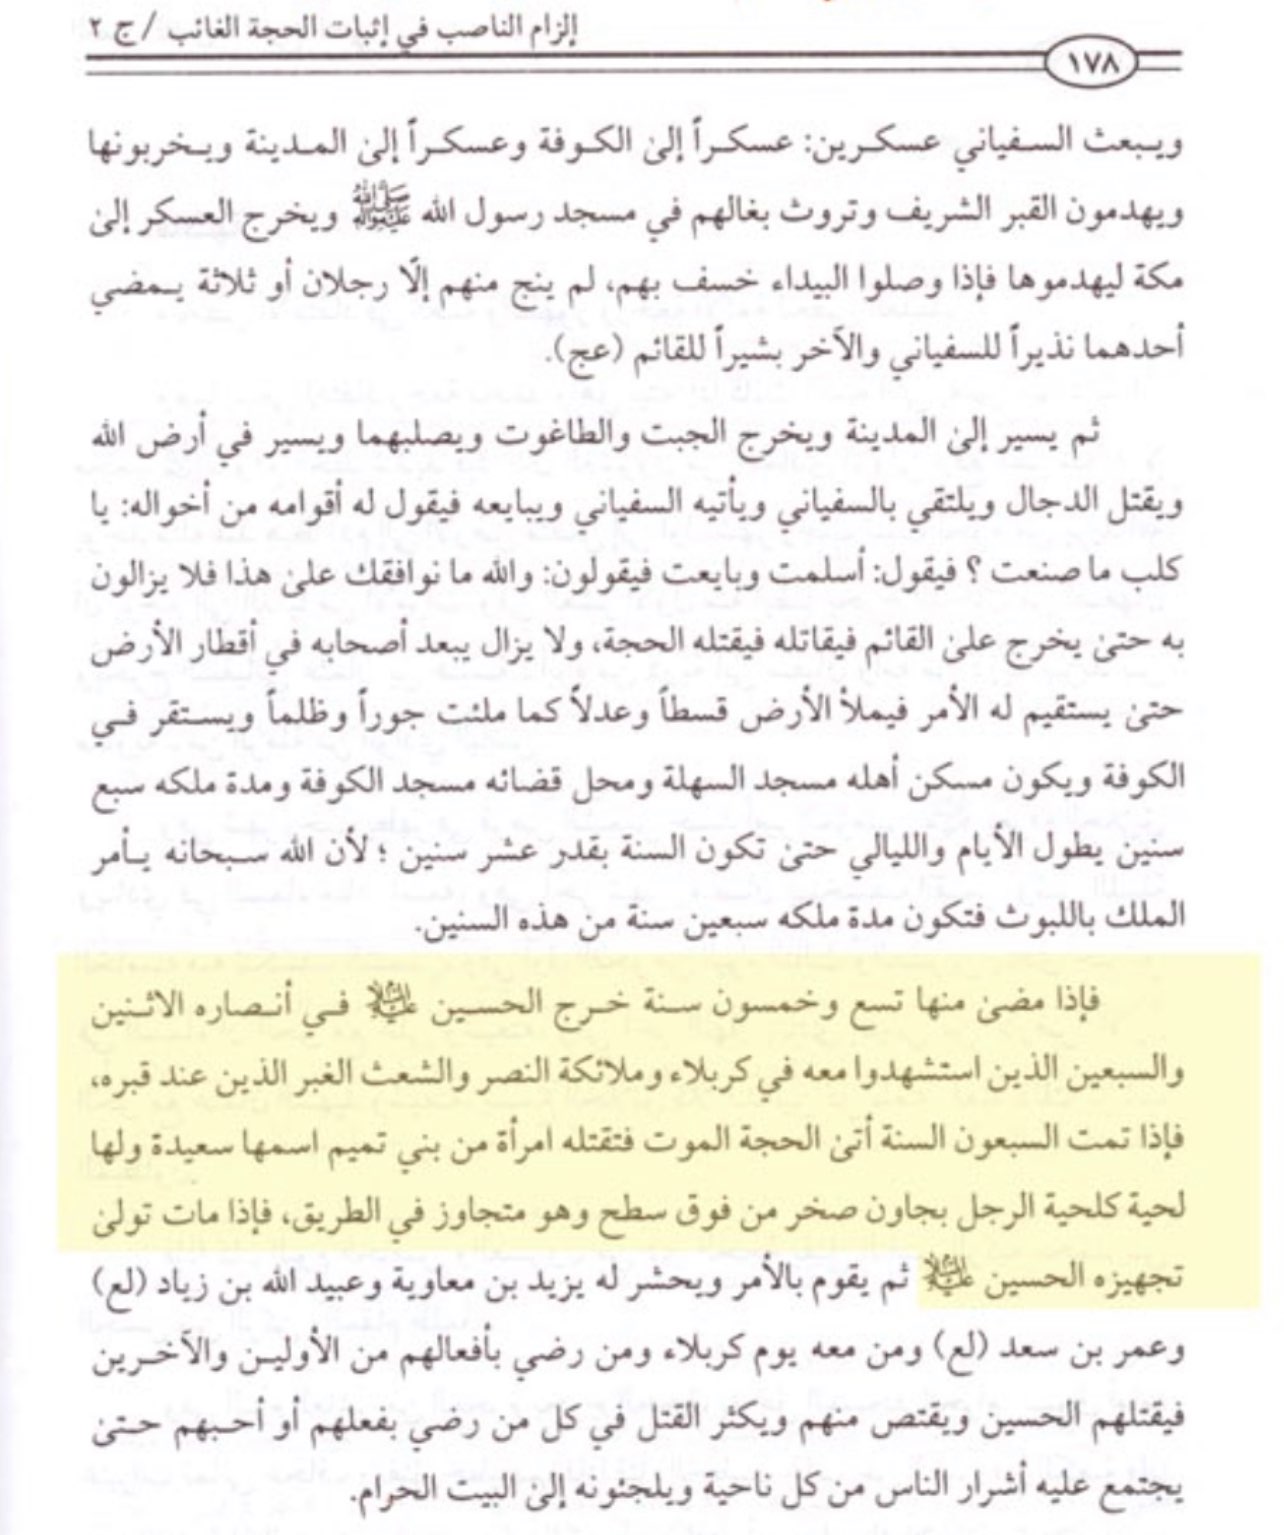 إلزام الناصب في إثبات الحجة الغائب / ج ٢
١٧٨
ويبعث السفياني عسكرين: عسكراً إلىٰ الكوفة وعسكراً إلىٰ المدينة ويخربونها
ويهدمون القبر الشريف وتروث بغالهم في مسجد رسول الله ﷺ ويخرج العسكر إلىٰ
مكة ليهدموها فإذا وصلوا البيداء خسف بهم، لم ينج منهم إلّا رجلان أو ثلاثة يمضي
أحدهما نذيراً للسفياني والآخر بشيراً للقائم (عج).
ثم يسير إلىٰ المدينة ويخرج الجبت والطاغوت ويصلبهما ويسير في أرض الله
ويقتل الدجال ويلتقي بالسفياني ويأتيه السفياني ويبايعه فيقول له أقوامه من أخواله: يا
كلب ما صنعت ؟ فيقول: أسلمت وبايعت فيقولون: والله ما نوافقك علىٰ هذا فلا يزالون
به حتىٰ يخرج علىٰ القائم فيقاتله فيقتله الحجة، ولا يزال يبعد أصحابه في أقطار الأرض
حتىٰ يستقيم له الأمر فيملأ الأرض قسطاً وعدلاً كما ملئت جوراً وظلماً ويستقر في
الكوفة ويكون مسكن أهله مسجد السهلة ومحل قضائه مسجد الكوفة ومدة ملكه سبع
سنين يطول الأيام والليالي حتىٰ تكون السنة بقدر عشر سنين ؛ لأن الله سبحانه يأمر
الملك باللبوث فتكون مدة ملكه سبعين سنة من هذه السنين.
فإذا مضىٰ منها تسع وخمسون سنة خرج الحسين عليه السلام في أنصاره الاثنين
والسبعين الذين استشهدوا معه في كربلاء وملائكة النصر والشعث الغبر الذين عند قبره،
فإذا تمت السبعون السنة أتىٰ الحجة الموت فتقتله امرأة من بني تميم اسمها سعيدة ولها
لحية كلحية الرجل بجاون صخر من فوق سطح وهو متجاوز في الطريق، فإذا مات تولىٰ
تجهيزه الحسين عليه السلام ثم يقوم بالأمر ويحشر له يزيد بن معاوية وعبيد الله بن زياد (لع)
وعمر بن سعد (لع) ومن معه يوم كربلاء ومن رضي بأفعالهم من الأولين والآخرين
فيقتلهم الحسين ويقتص منهم ويكثر القتل في كل من رضي بفعلهم أو أحبهم حتىٰ
يجتمع عليه أشرار الناس من كل ناحية ويلجئونه إلىٰ البيت الحرام.